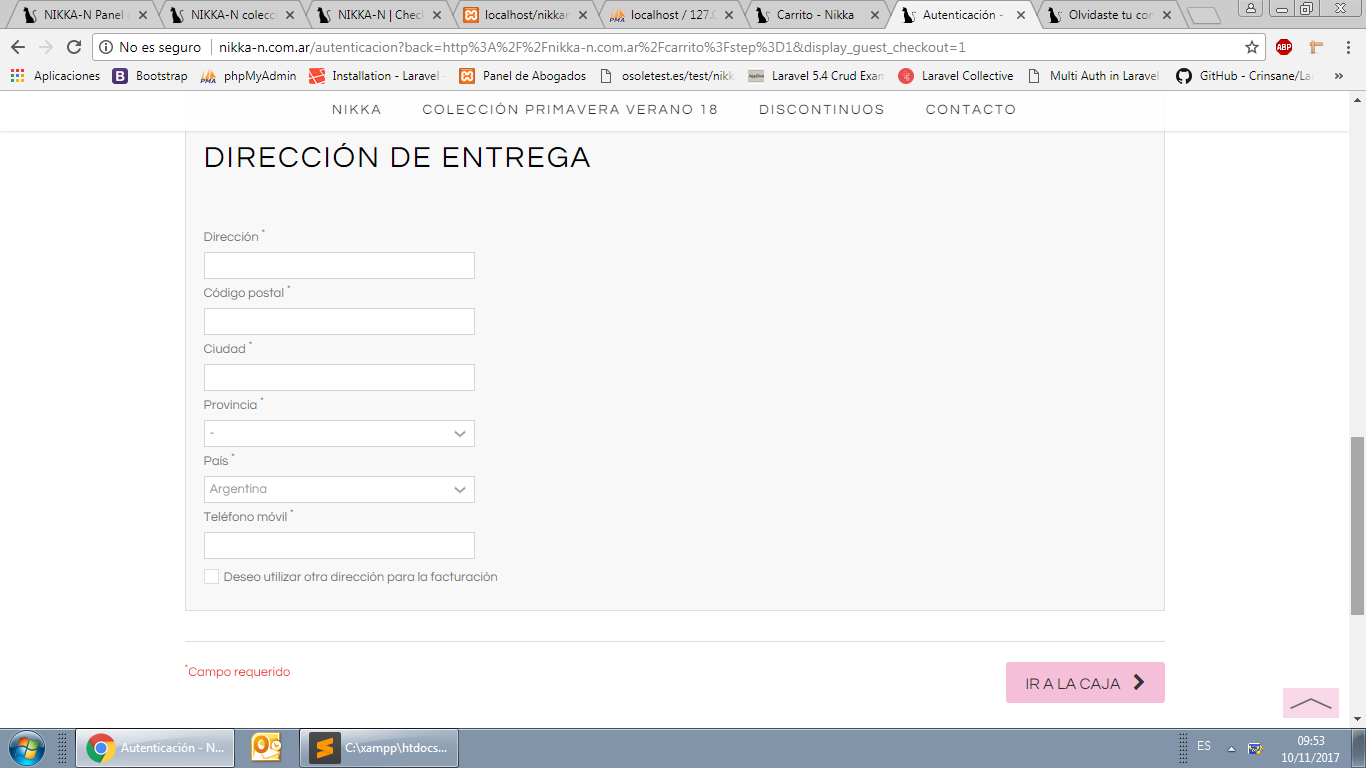 NIKKA-N Panel
NIKKA-N colecc
NIKKA-N | Chec
localhost/nikkar
localhost / 127.0
Carrito - Nikka
Autenticación -
Olvidaste tu con
No es seguro | nikka-n.com.ar/autenticacion?back=http%3A%2F%2Fnikka-n.com.ar%2Fcarrito%3Fstep%3D1&display_guest_checkout=1
ABP
Aplicaciones
Bootstrap
phpMyAdmin
Installation - Laravel -
Panel de Abogados
osoletest.es/test/nikk
Laravel 5.4 Crud Exam
Laravel Collective
Multi Auth in Laravel
GitHub - Crinsane/La
»
NIKKA
COLECCIÓN PRIMAVERA VERANO 18
DISCONTINUOS
CONTACTO
DIRECCIÓN DE ENTREGA
Dirección *
Código postal *
Ciudad *
Provincia *
-
País *
Argentina
Teléfono móvil *
Deseo utilizar otra dirección para la facturación
*Campo requerido
IR A LA CAJA
Autenticación - N...
C:\xampp\htdocs...
ES
09:53
10/11/2017